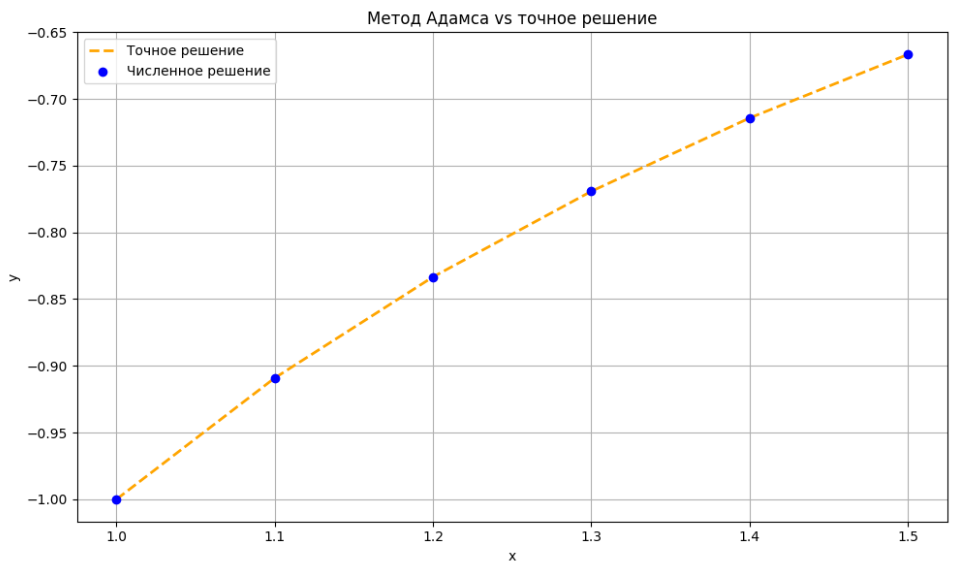 Метод Адамса vs точное решение
Точное решение
Численное решение
−0.65
−0.70
−0.75
−0.80
−0.85
−0.90
−0.95
−1.00
y
1.0 1.1 1.2 1.3 1.4 1.5
x